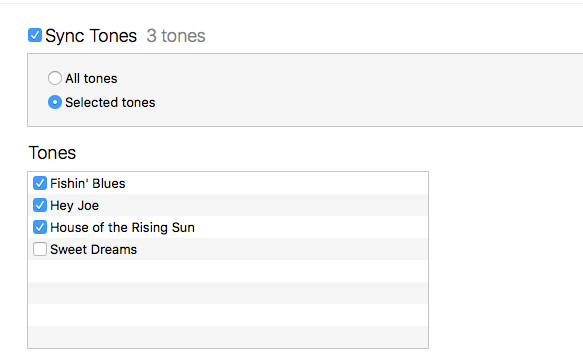 Sync Tones 3 tones
All tones
Selected tones
Tones
Fishin' Blues
Hey Joe
House of the Rising Sun
Sweet Dreams